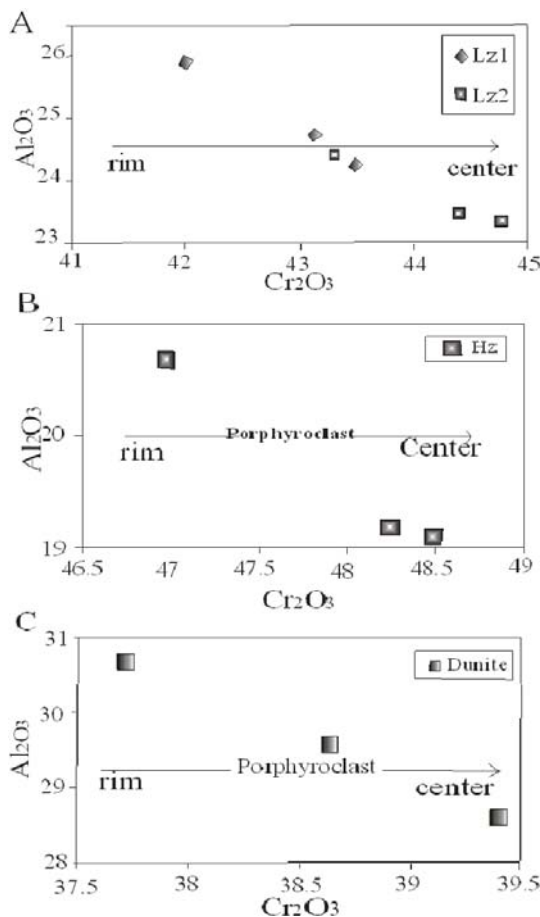 A
26
Lz1
25
Lz2
Al₂O₃
24
rim center
23
41 42 43 44 45
Cr₂O₃
B
21
Hz
Al₂O₃
20
Porphyroclast
rim Center
19
46.5 47 47.5 48 48.5 49
Cr₂O₃
C
31
Dunite
30
Al₂O₃
Porphyroclast
29
rim center
28
37.5 38 38.5 39 39.5
Cr₂O₃